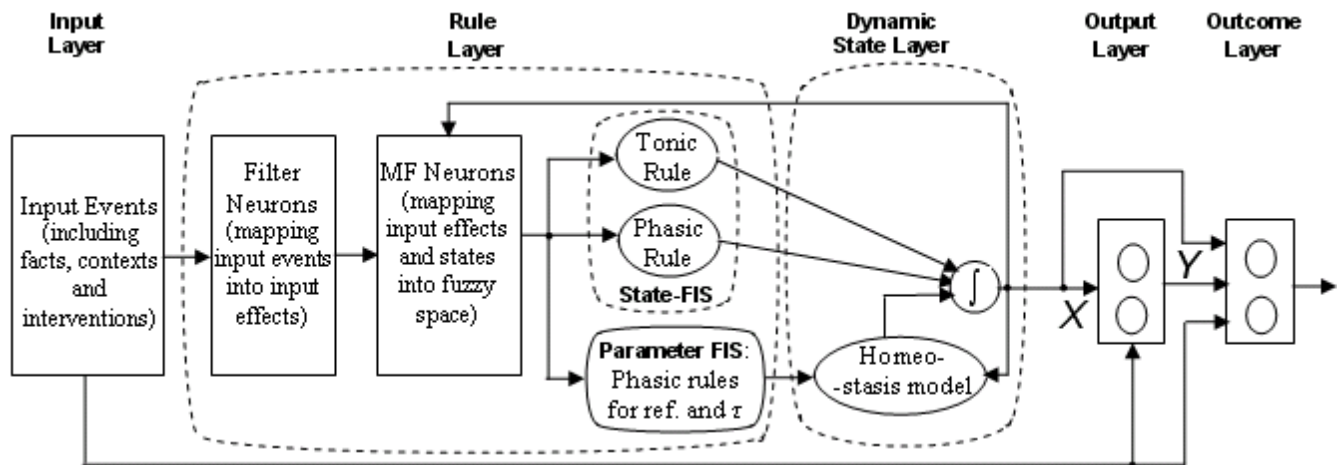 Input
Layer
Rule
Layer
Dynamic
State Layer
Output
Layer
Outcome
Layer
Input Events
(including
facts, contexts
and
interventions)
Filter
Neurons
(mapping
input events
into input
effects)
MF Neurons
(mapping
input effects
and states
into fuzzy
space)
Tonic
Rule
Phasic
Rule
State-FIS
Parameter FIS:
Phasic rules
for ref. and τ
∫
Homeo-
-stasis model
X
Y